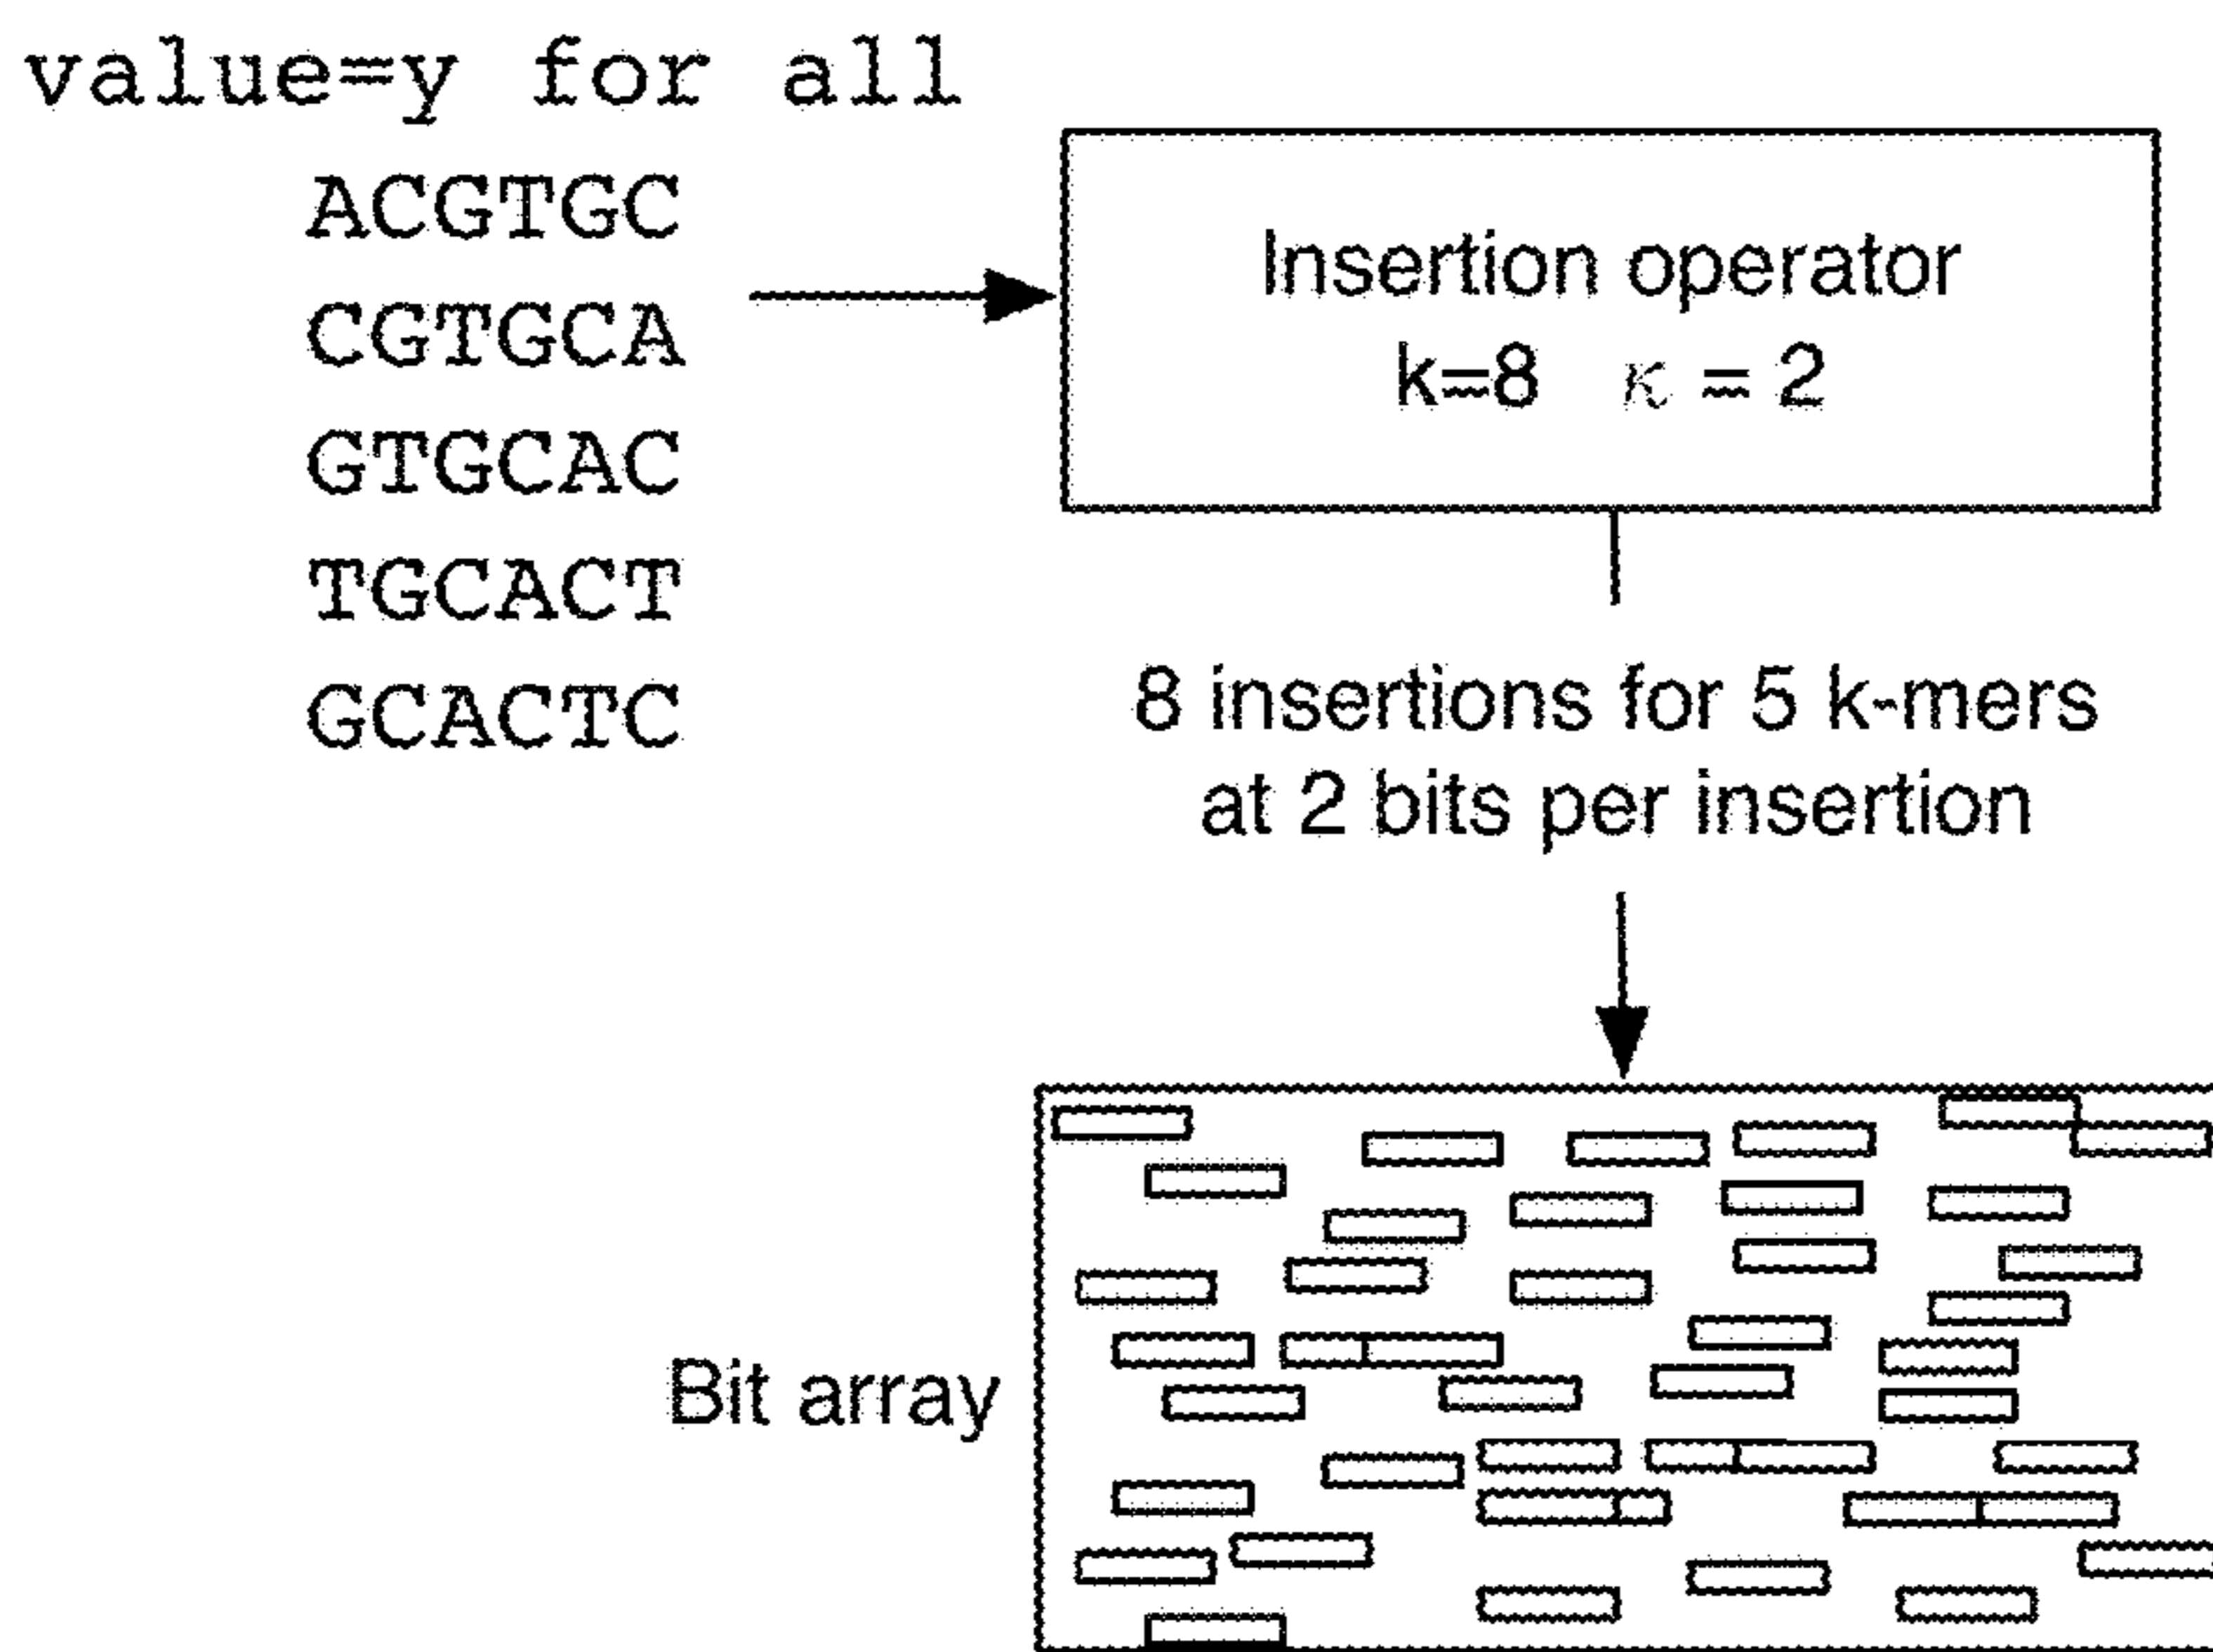 value=y for all
ACGTGC
CGTGCA
GTGCAC
TGCACT
GCACTC
Insertion operator
k=8 κ = 2
8 insertions for 5 k-mers
at 2 bits per insertion
Bit array